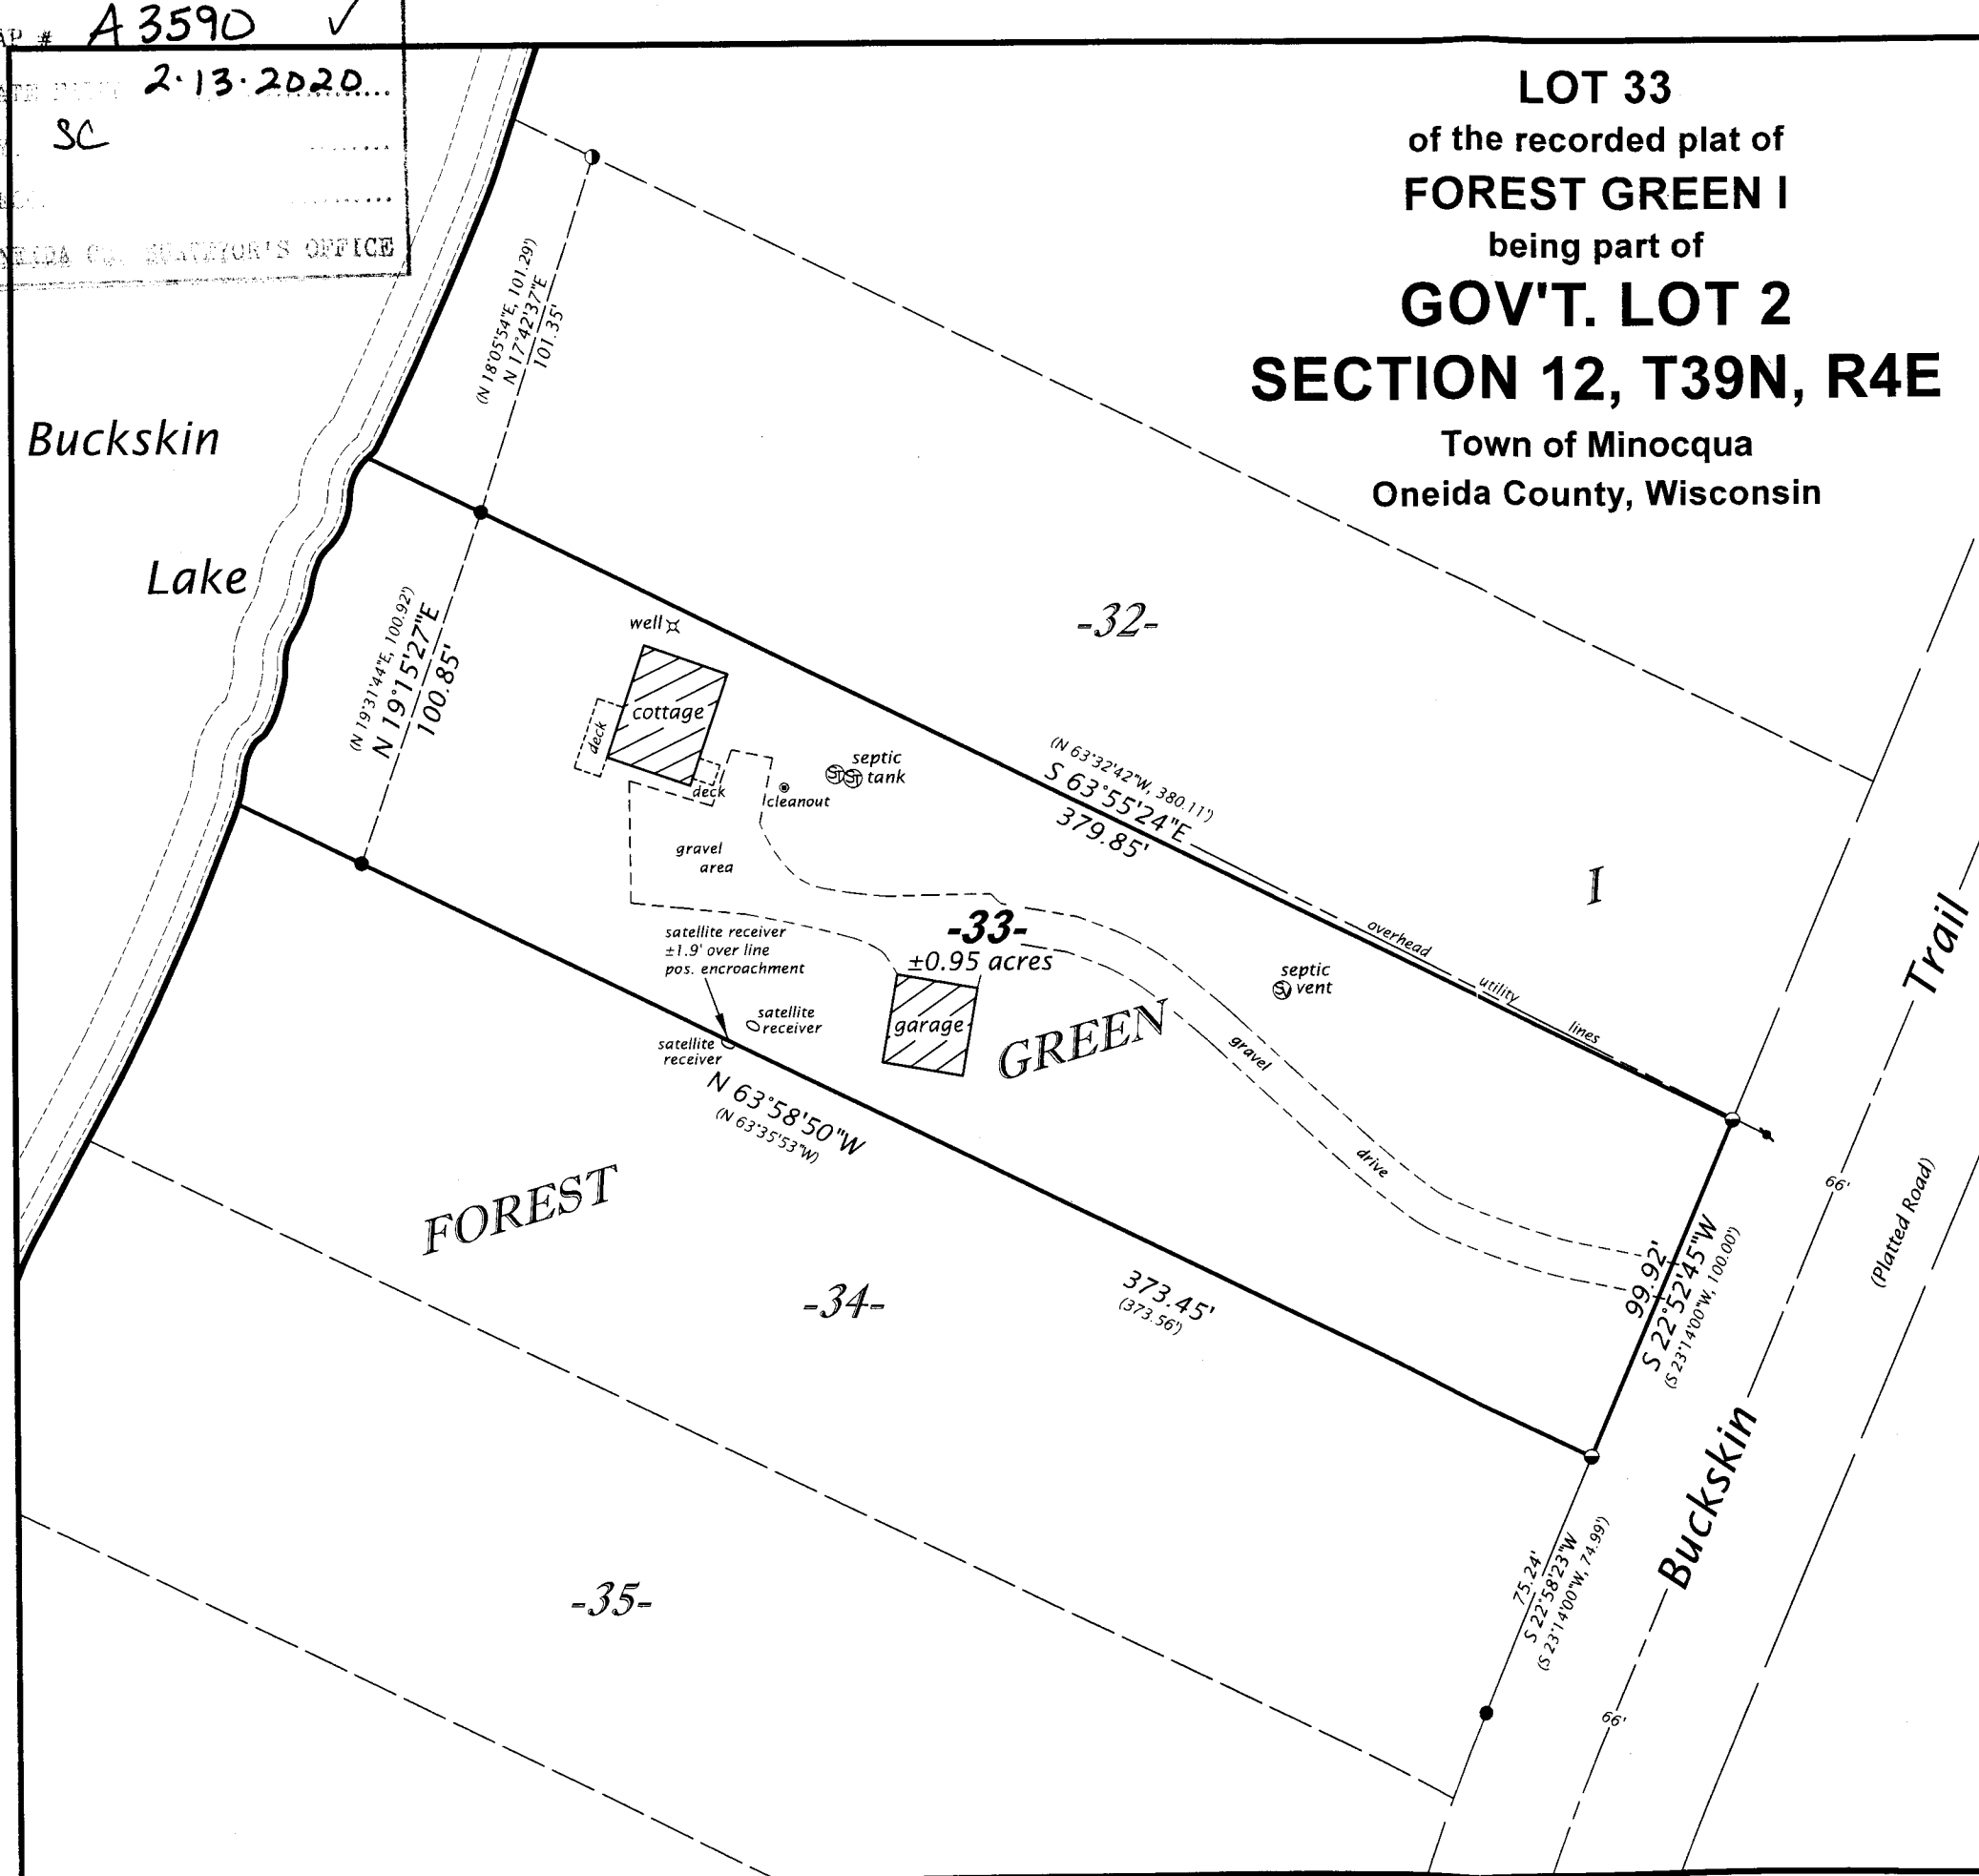 # A3590 ✓
2·13·2020
SC
SURVEYOR'S OFFICE
LOT 33
of the recorded plat of
FOREST GREEN I
being part of
GOV'T. LOT 2
SECTION 12, T39N, R4E
Town of Minocqua
Oneida County, Wisconsin
Buckskin
Lake
(N 18°05'54"E, 101.29')
N 17°42'37"E
101.35'
(N 19°31'44"E, 100.92')
N 19°15'27"E
100.85'
-32-
well
cottage
deck
deck
septic
tank
cleanout
gravel
area
(N 63°32'42"W, 380.11')
S 63°55'24"E
379.85'
I
overhead
utility
lines
-33-
±0.95 acres
satellite receiver
±1.9' over line
pos. encroachment
satellite
receiver
satellite
receiver
garage
septic
vent
GREEN
gravel
drive
N 63°58'50"W
(N 63°35'53"W)
FOREST
-34-
373.45'
(373.56')
99.92'
S 22°52'45"W
(S 23°14'00"W, 100.00')
66'
Trail
(Platted Road)
Buckskin
-35-
75.24'
S 22°58'23"W
(S 23°14'00"W, 74.99')
66'